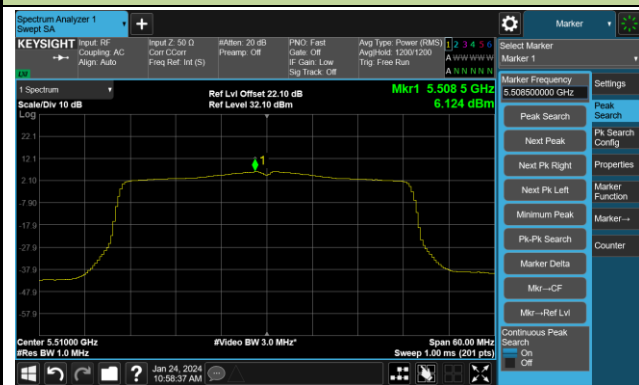 Spectrum Analyzer 1
Swept SA
+
Marker
KEYSIGHT
Input: RF
Coupling: AC
Align: Auto
Input Z: 50 Ω
Corr CCorr
Freq Ref: Int (S)
#Atten: 20 dB
Preamp: Off
PNO: Fast
Gate: Off
IF Gain: Low
Sig Track: Off
Avg Type: Power (RMS)
Avg|Hold: 1200/1200
Trig: Free Run
1 2 3 4 5 6
A W W W W W
A N N N N N
Select Marker
Marker 1
1 Spectrum
Scale/Div 10 dB
Log
Ref Lvl Offset 22.10 dB
Ref Level 32.10 dBm
Mkr1 5.508 5 GHz
6.124 dBm
22.1
12.1
2.10
-7.90
-17.9
-27.9
-37.9
-47.9
-57.9
1
Center 5.51000 GHz
#Res BW 1.0 MHz
#Video BW 3.0 MHz*
Span 60.00 MHz
Sweep 1.00 ms (201 pts)
Marker Frequency
5.508500000 GHz
Peak Search
Next Peak
Next Pk Right
Next Pk Left
Minimum Peak
Pk-Pk Search
Marker Delta
Mkr→CF
Mkr→Ref Lvl
Continuous Peak
Search
On
Off
Settings
Peak
Search
Pk Search
Config
Properties
Marker
Function
Marker→
Counter
?
Jan 24, 2024
10:58:37 AM